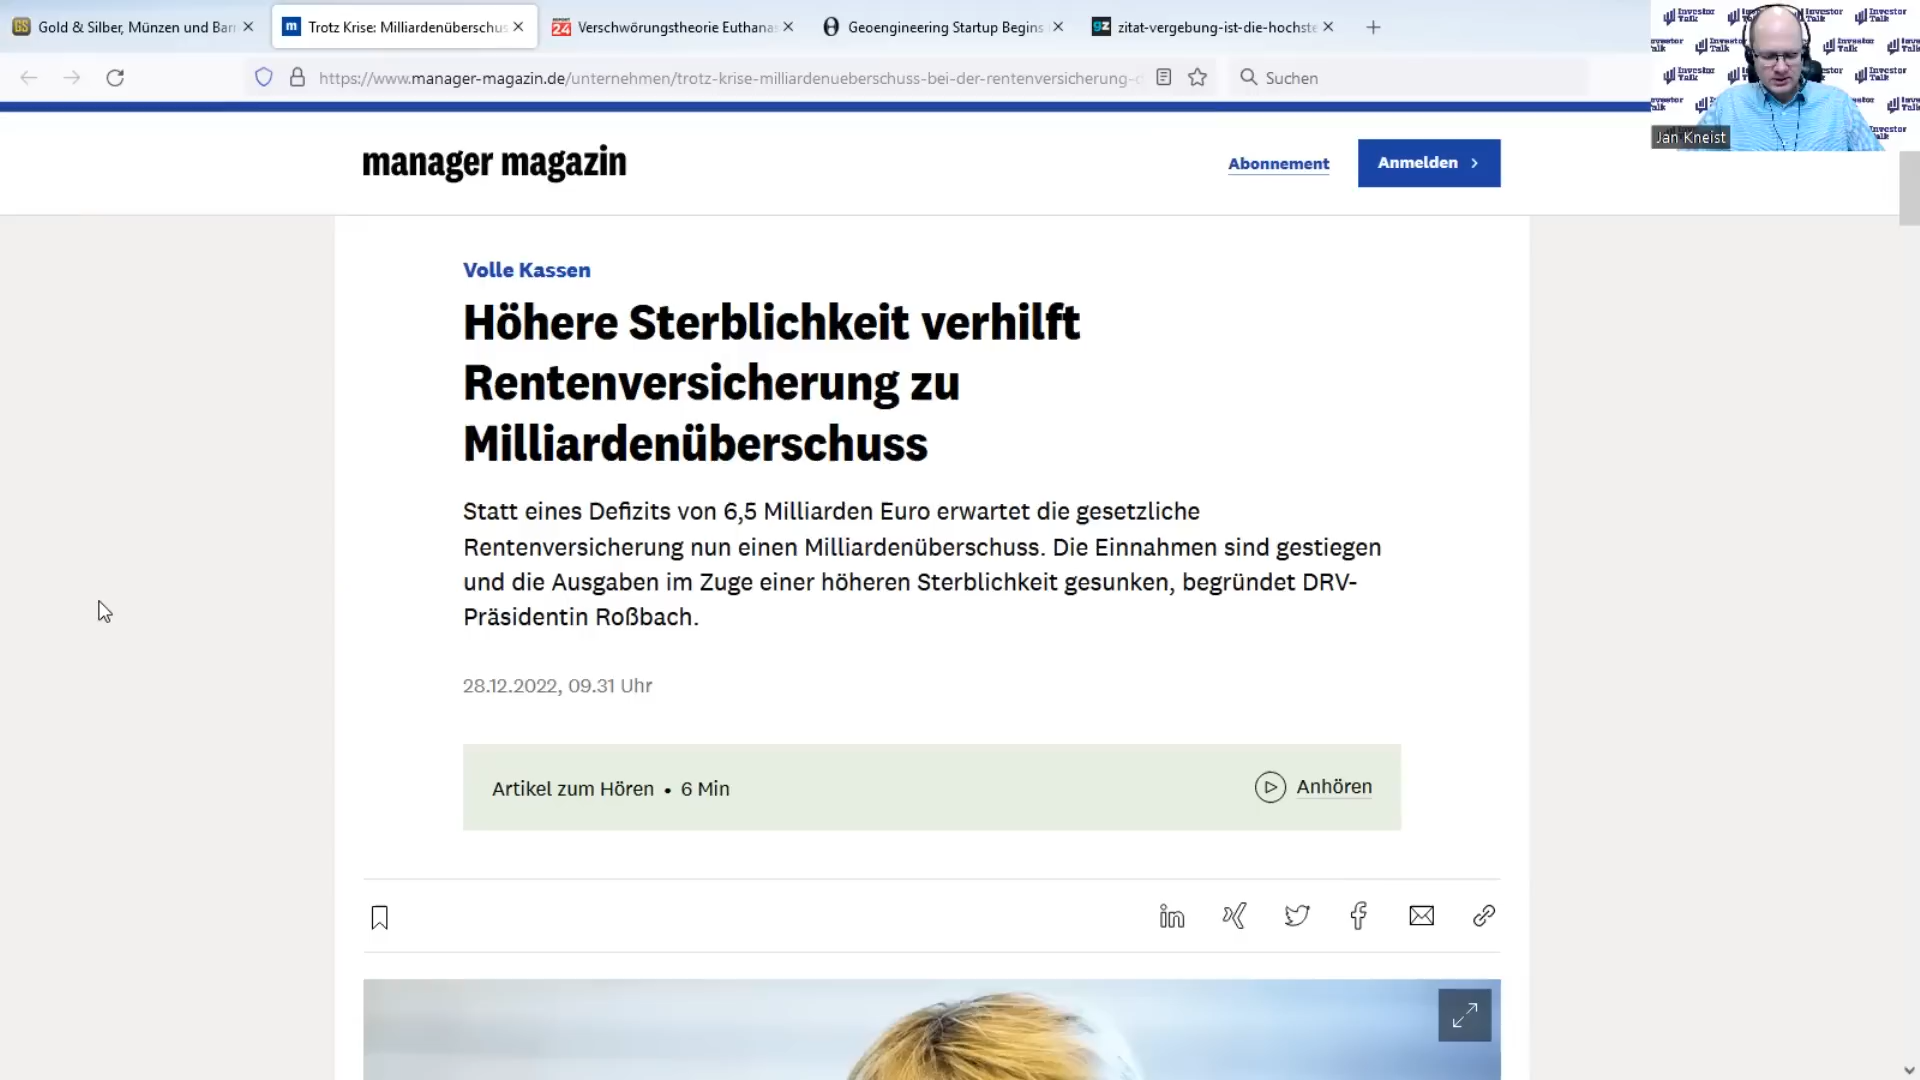 Gold & Silber, Münzen und Barr
Trotz Krise: Milliardenüberschus
Verschwörungstheorie Euthanas
Geoengineering Startup Begins
zitat-vergebung-ist-die-hochste
https://www.manager-magazin.de/unternehmen/trotz-krise-milliardenueberschuss-bei-der-rentenversicherung-d
Suchen
Investor Talk
Jan Kneist
manager magazin
Abonnement
Anmelden
Volle Kassen
Höhere Sterblichkeit verhilft
Rentenversicherung zu
Milliardenüberschuss
Statt eines Defizits von 6,5 Milliarden Euro erwartet die gesetzliche
Rentenversicherung nun einen Milliardenüberschuss. Die Einnahmen sind gestiegen
und die Ausgaben im Zuge einer höheren Sterblichkeit gesunken, begründet DRV-
Präsidentin Roßbach.
28.12.2022, 09.31 Uhr
Artikel zum Hören • 6 Min
Anhören